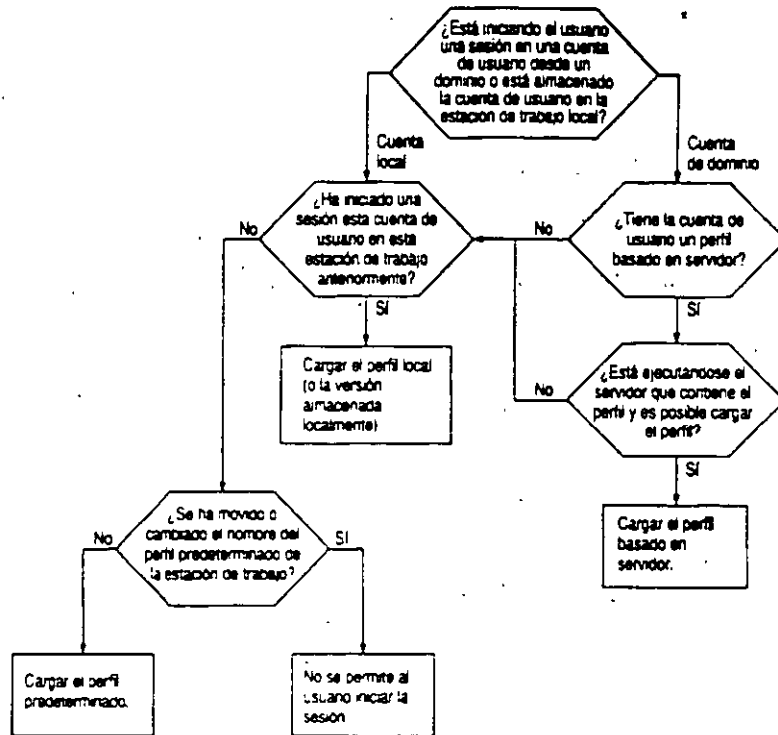 ¿Está iniciando el usuario
una sesión en una cuenta
de usuario desde un
dominio o está almacenado
la cuenta de usuario en la
estación de trabajo local?
Cuenta
local
Cuenta
de dominio
¿Ha iniciado una
sesión esta cuenta de
usuario en esta
estación de trabajo
anteriormente?
No
No
¿Tiene la cuenta de
usuario un perfil
basado en servidor?
Sí
Sí
Cargar el perfil local
(o la versión
almacenada
localmente)
No
¿Está ejecutándose el
servidor que contiene el
perfil y es posible cargar
el perfil?
Sí
Cargar el perfil
basado en
servidor.
No
¿Se ha movido o
cambiado el nombre del
perfil predeterminado de
la estación de trabajo?
Sí
Cargar el perfil
predeterminado.
No se permite al
usuario iniciar la
sesión